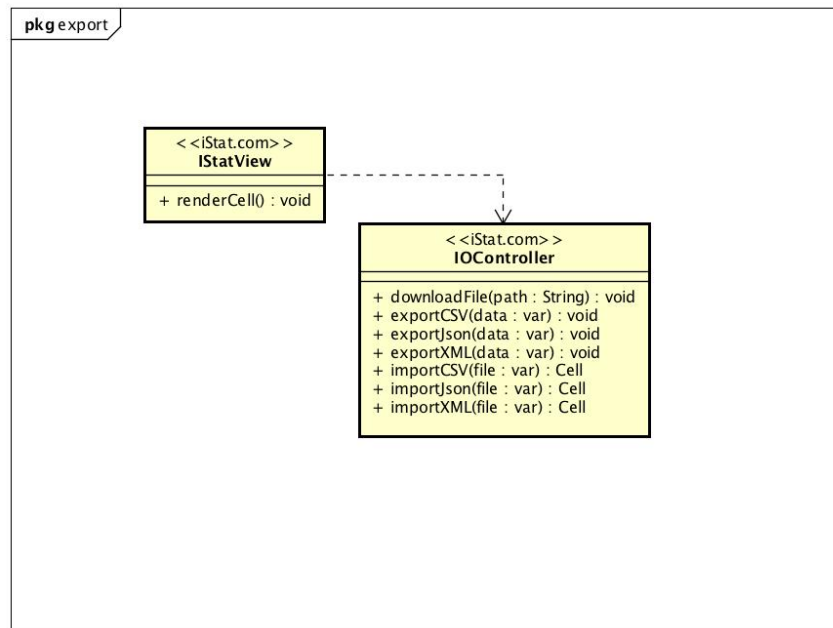 pkg export
< <iStat.com> >
IStatView
+ renderCell() : void
< <iStat.com> >
IOController
+ downloadFile(path : String) : void
+ exportCSV(data : var) : void
+ exportJson(data : var) : void
+ exportXML(data : var) : void
+ importCSV(file : var) : Cell
+ importJson(file : var) : Cell
+ importXML(file : var) : Cell